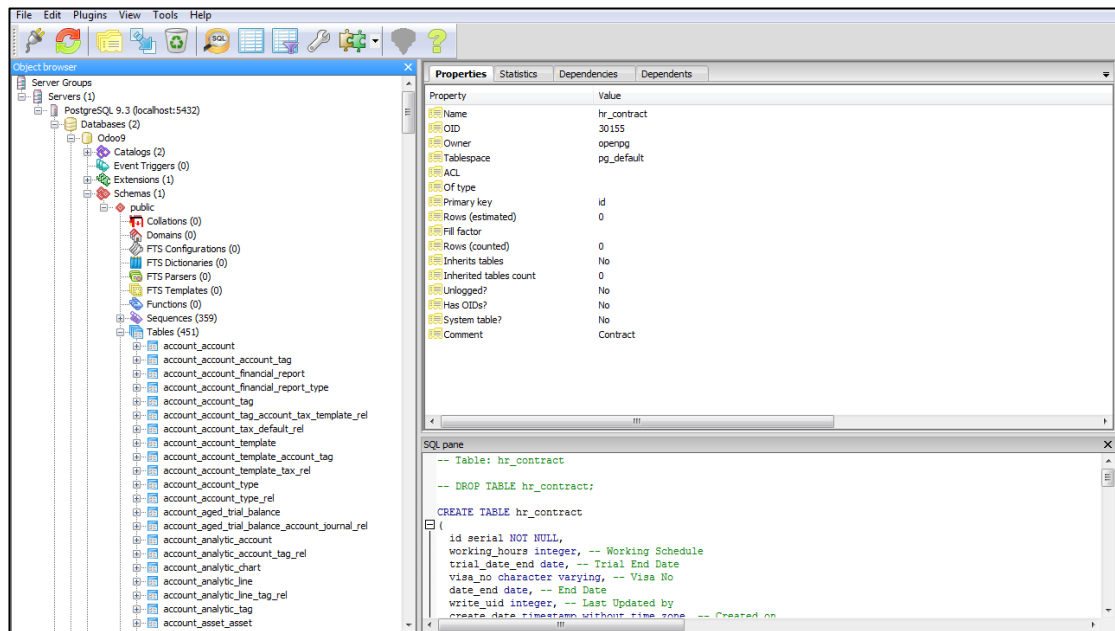 File Edit Plugins View Tools Help
SQL
Object browser
Server Groups
Servers (1)
PostgreSQL 9.3 (localhost:5432)
Databases (2)
Odoo9
Catalogs (2)
Event Triggers (0)
Extensions (1)
Schemas (1)
public
Collations (0)
Domains (0)
FTS Configurations (0)
FTS Dictionaries (0)
FTS Parsers (0)
FTS Templates (0)
Functions (0)
Sequences (359)
Tables (451)
account_account
account_account_account_tag
account_account_financial_report
account_account_financial_report_type
account_account_tag
account_account_tag_account_tax_template_rel
account_account_tax_default_rel
account_account_template
account_account_template_account_tag
account_account_template_tax_rel
account_account_type
account_account_type_rel
account_aged_trial_balance
account_aged_trial_balance_account_journal_rel
account_analytic_account
account_analytic_account_tag_rel
account_analytic_chart
account_analytic_line
account_analytic_line_tag_rel
account_analytic_tag
account_asset_asset
Properties Statistics Dependencies Dependents
Property Value
Name hr_contract
OID 30155
Owner openpg
Tablespace pg_default
ACL
Of type
Primary key id
Rows (estimated) 0
Fill factor
Rows (counted) 0
Inherits tables No
Inherited tables count 0
Unlogged? No
Has OIDs? No
System table? No
Comment Contract
SQL pane
-- Table: hr_contract
-- DROP TABLE hr_contract;
CREATE TABLE hr_contract
(
id serial NOT NULL,
working_hours integer, -- Working Schedule
trial_date_end date, -- Trial End Date
visa_no character varying, -- Visa No
date_end date, -- End Date
write_uid integer, -- Last Updated by
create_date timestamp without time zone, -- Created on